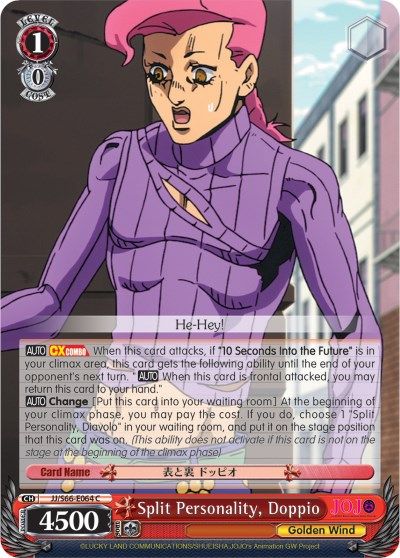 LEVEL
1
0
COST
He-Hey!
AUTO CXCOMBO When this card attacks, if "10 Seconds Into the Future" is in
your climax area, this card gets the following ability until the end of your
opponent's next turn. "AUTO When this card is frontal attacked, you may
return this card to your hand."
AUTO Change [Put this card into your waiting room] At the beginning of
your climax phase, you may pay the cost. If you do, choose 1 "Split
Personality, Diavolo" in your waiting room, and put it on the stage position
that this card was on. (This ability does not activate if this card is not on the
stage at the beginning of the climax phase)
Card Name 表と裏 ドッピオ
CH JJ/S66-E064 C
4500
POWER
SOUL
Split Personality, Doppio JOJO
Golden Wind
©LUCKY LAND COMMUNICATIONS/SHUEISHA,JOJO's Animation GW Project